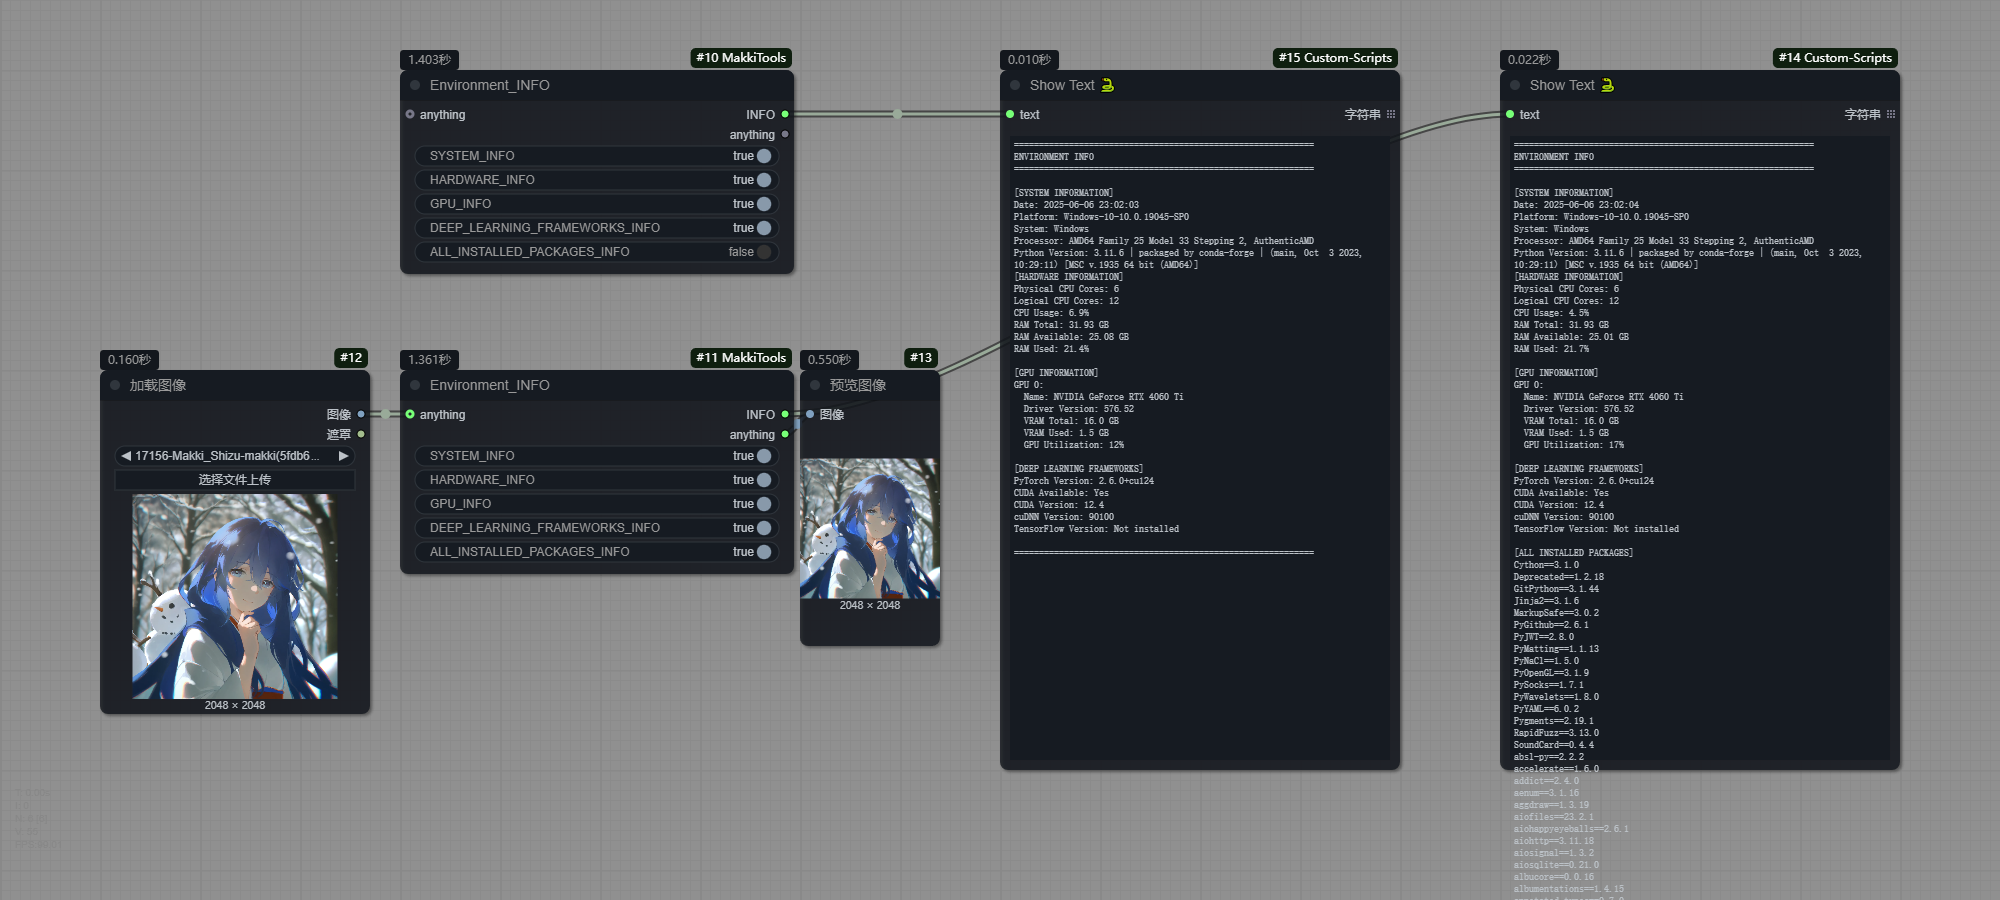 1.403秒
#10 MakkiTools
Environment_INFO
anything
INFO
anything
SYSTEM_INFO true
HARDWARE_INFO true
GPU_INFO true
DEEP_LEARNING_FRAMEWORKS_INFO true
ALL_INSTALLED_PACKAGES_INFO false
0.160秒
#12
加载图像
图像
遮罩
17156-Makki_Shizu-makki(5fdb6...
选择文件上传
2048 × 2048
1.361秒
#11 MakkiTools
Environment_INFO
anything
INFO
anything
SYSTEM_INFO true
HARDWARE_INFO true
GPU_INFO true
DEEP_LEARNING_FRAMEWORKS_INFO true
ALL_INSTALLED_PACKAGES_INFO true
0.550秒
#13
预览图像
图像
2048 × 2048
0.010秒
#15 Custom-Scripts
Show Text
text
字符串
ENVIRONMENT INFO
[SYSTEM INFORMATION]
Date: 2025-06-06 23:02:03
Platform: Windows-10-10.0.19045-SP0
System: Windows
Processor: AMD64 Family 25 Model 33 Stepping 2, AuthenticAMD
Python Version: 3.11.6 | packaged by conda-forge | (main, Oct  3 2023,
10:29:11) [MSC v.1935 64 bit (AMD64)]
[HARDWARE INFORMATION]
Physical CPU Cores: 6
Logical CPU Cores: 12
CPU Usage: 6.9%
RAM Total: 31.93 GB
RAM Available: 25.08 GB
RAM Used: 21.4%
[GPU INFORMATION]
GPU 0:
Name: NVIDIA GeForce RTX 4060 Ti
Driver Version: 576.52
VRAM Total: 16.0 GB
VRAM Used: 1.5 GB
GPU Utilization: 12%
[DEEP LEARNING FRAMEWORKS]
PyTorch Version: 2.6.0+cu124
CUDA Available: Yes
CUDA Version: 12.4
cuDNN Version: 90100
TensorFlow Version: Not installed
0.022秒
#14 Custom-Scripts
Show Text
text
字符串
ENVIRONMENT INFO
[SYSTEM INFORMATION]
Date: 2025-06-06 23:02:04
Platform: Windows-10-10.0.19045-SP0
System: Windows
Processor: AMD64 Family 25 Model 33 Stepping 2, AuthenticAMD
Python Version: 3.11.6 | packaged by conda-forge | (main, Oct  3 2023,
10:29:11) [MSC v.1935 64 bit (AMD64)]
[HARDWARE INFORMATION]
Physical CPU Cores: 6
Logical CPU Cores: 12
CPU Usage: 4.5%
RAM Total: 31.93 GB
RAM Available: 25.01 GB
RAM Used: 21.7%
[GPU INFORMATION]
GPU 0:
Name: NVIDIA GeForce RTX 4060 Ti
Driver Version: 576.52
VRAM Total: 16.0 GB
VRAM Used: 1.5 GB
GPU Utilization: 17%
[DEEP LEARNING FRAMEWORKS]
PyTorch Version: 2.6.0+cu124
CUDA Available: Yes
CUDA Version: 12.4
cuDNN Version: 90100
TensorFlow Version: Not installed
[ALL INSTALLED PACKAGES]
Cython==3.1.0
Deprecated==1.2.18
GitPython==3.1.44
Jinja2==3.1.6
MarkupSafe==3.0.2
PyGithub==2.6.1
PyJWT==2.8.0
PyMatting==1.1.13
PyNaCl==1.5.0
PyOpenGL==3.1.9
PySocks==1.7.1
PyWavelets==1.8.0
PyYAML==6.0.2
Pygments==2.19.1
RapidFuzz==3.13.0
SoundCard==0.4.4
absl-py==2.2.2
accelerate==1.6.0
addict==2.4.0
aenum==3.1.16
aggdraw==1.3.19
aiofiles==23.2.1
aiohappyeyeballs==2.6.1
aiohttp==3.11.18
aiosignal==1.3.2
aiosqlite==0.21.0
albucore==0.0.16
albumentations==1.4.15